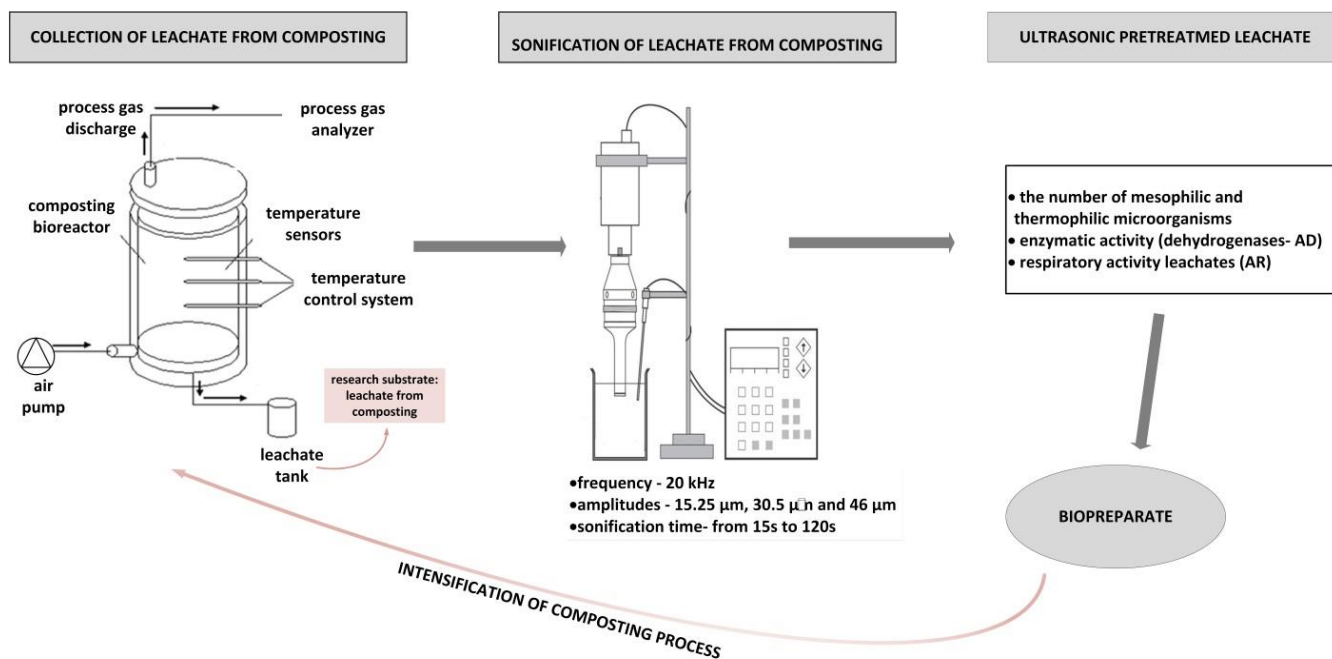 COLLECTION OF LEACHATE FROM COMPOSTING
SONIFICATION OF LEACHATE FROM COMPOSTING
ULTRASONIC PRETREATMED LEACHATE
process gas
discharge
process gas
analyzer
composting
bioreactor
temperature
sensors
temperature
control system
air
pump
leachate
tank
research substrate:
leachate from
composting
•frequency - 20 kHz
•amplitudes - 15.25 µm, 30.5 µ□n and 46 µm
•sonification time- from 15s to 120s
• the number of mesophilic and
thermophilic microorganisms
• enzymatic activity (dehydrogenases- AD)
• respiratory activity leachates (AR)
BIOPREPARATE
INTENSIFICATION OF COMPOSTING PROCESS